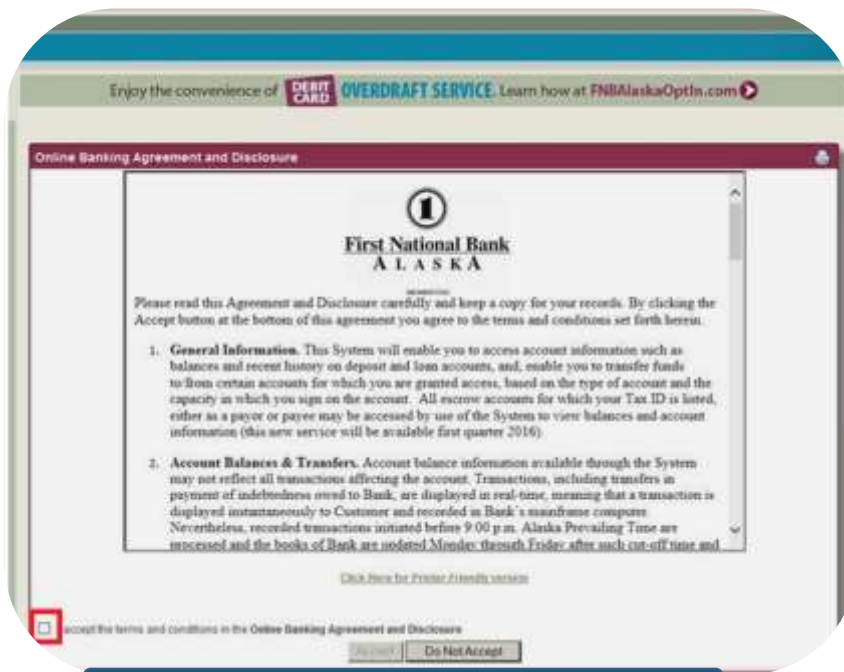 Enjoy the convenience of DEBIT CARD OVERDRAFT SERVICE. Learn how at FNBAlaskaOptIn.com
Online Banking Agreement and Disclosure
1
First National Bank
ALASKA
Please read this Agreement and Disclosure carefully and keep a copy for your records. By clicking the
Accept button at the bottom of this agreement you agree to the terms and conditions set forth herein.
1. General Information. This System will enable you to access account information such as
balances and recent history on deposit and loan accounts, and, enable you to transfer funds
to/from certain accounts for which you are granted access, based on the type of account and the
capacity in which you sign on the account. All escrow accounts for which your Tax ID is listed,
either as a payor or payee may be accessed by use of the System to view balances and account
information (this new service will be available first quarter 2016)
2. Account Balances & Transfers. Account balance information available through the System
may not reflect all transactions affecting the account. Transactions, including transfers in
payment of indebtedness owed to Bank, are displayed in real-time, meaning that a transaction is
displayed instantaneously to Customer and recorded in Bank's mainframe computer.
Nevertheless, recorded transactions initiated before 9:00 p.m. Alaska Prevailing Time are
processed and the books of Bank are updated Monday through Friday after such cut-off time and
Click Here for Printer Friendly version
accept the terms and conditions in the Online Banking Agreement and Disclosure
Accept Do Not Accept